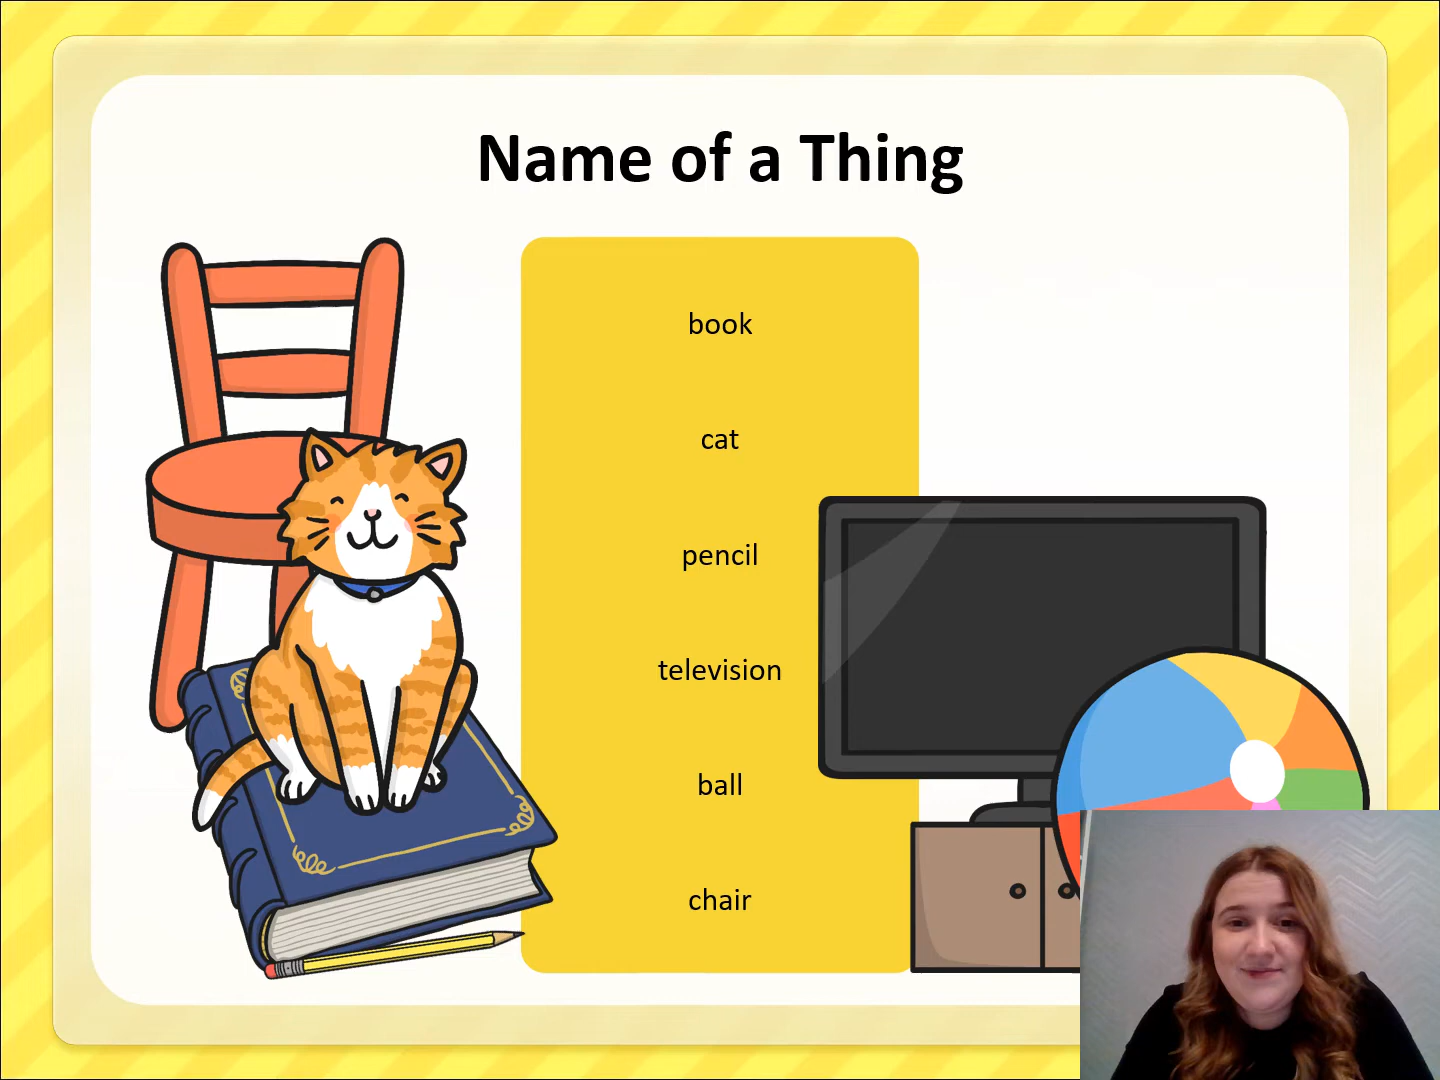 Name of a Thing
book
cat
pencil
television
ball
chair